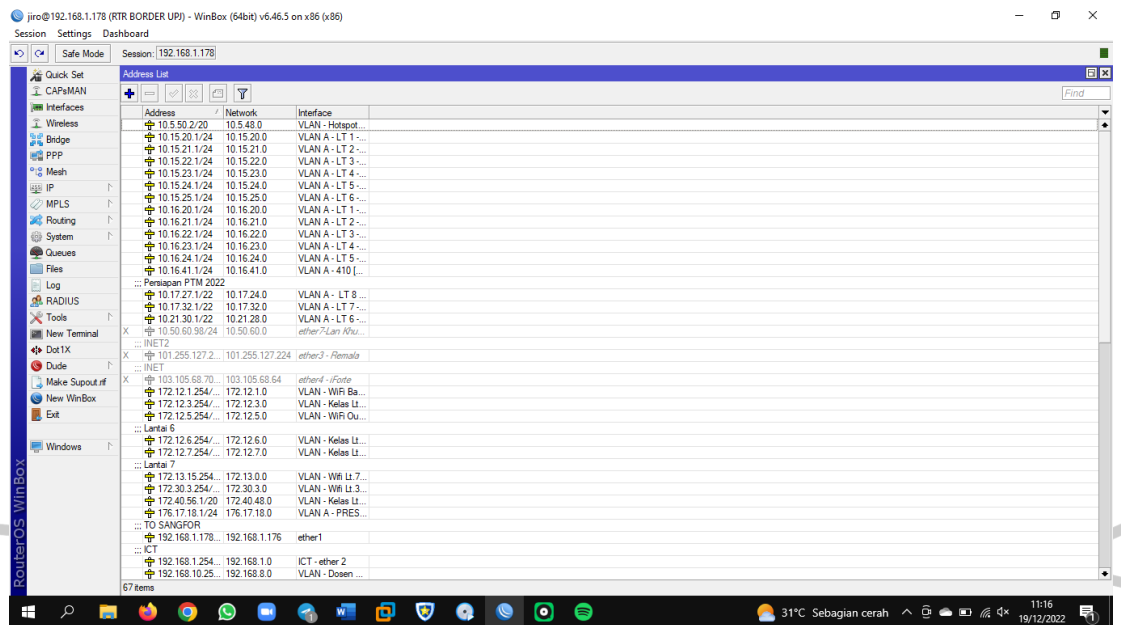 jiro@192.168.1.178 (RTR BORDER UPJ) - WinBox (64bit) v6.46.5 on x86 (x86)
Session Settings Dashboard
Safe Mode Session: 192.168.1.178
Quick Set
CAPsMAN
Interfaces
Wireless
Bridge
PPP
Mesh
IP
MPLS
Routing
System
Queues
Files
Log
RADIUS
Tools
New Terminal
Dot1X
Dude
Make Supout.rif
New WinBox
Exit
Windows
RouterOS WinBox
Address List
Find
Address Network Interface
10.5.50.2/20 10.5.48.0 VLAN - Hotspot...
10.15.20.1/24 10.15.20.0 VLAN A - LT 1 -...
10.15.21.1/24 10.15.21.0 VLAN A - LT 2 -...
10.15.22.1/24 10.15.22.0 VLAN A - LT 3 -...
10.15.23.1/24 10.15.23.0 VLAN A - LT 4 -...
10.15.24.1/24 10.15.24.0 VLAN A - LT 5 -...
10.15.25.1/24 10.15.25.0 VLAN A - LT 6 -...
10.16.20.1/24 10.16.20.0 VLAN A - LT 1 -...
10.16.21.1/24 10.16.21.0 VLAN A - LT 2 -...
10.16.22.1/24 10.16.22.0 VLAN A - LT 3 -...
10.16.23.1/24 10.16.23.0 VLAN A - LT 4 -...
10.16.24.1/24 10.16.24.0 VLAN A - LT 5 -...
10.16.41.1/24 10.16.41.0 VLAN A - 410 [...
;;; Persiapan PTM 2022
10.17.27.1/22 10.17.24.0 VLAN A - LT 8 ...
10.17.32.1/22 10.17.32.0 VLAN A - LT 7 -...
10.21.30.1/22 10.21.28.0 VLAN A - LT 6 -...
X 10.50.60.98/24 10.50.60.0 ether7-Lan Khu...
;;; INET2
X 101.255.127.2... 101.255.127.224 ether3 - Remala
;;; INET
X 103.105.68.70... 103.105.68.64 ether4 - iForte
172.12.1.254/... 172.12.1.0 VLAN - WiFi Ba...
172.12.3.254/... 172.12.3.0 VLAN - Kelas Lt...
172.12.5.254/... 172.12.5.0 VLAN - WiFi Ou...
;;; Lantai 6
172.12.6.254/... 172.12.6.0 VLAN - Kelas Lt...
172.12.7.254/... 172.12.7.0 VLAN - Kelas Lt...
;;; Lantai 7
172.13.15.254... 172.13.0.0 VLAN - Wifi Lt.7...
172.30.3.254/... 172.30.3.0 VLAN - Wifi Lt.3...
172.40.56.1/20 172.40.48.0 VLAN - Kelas Lt...
176.17.18.1/24 176.17.18.0 VLAN A - PRES...
;;; TO SANGFOR
192.168.1.178... 192.168.1.176 ether1
;;; ICT
192.168.1.254... 192.168.1.0 ICT - ether 2
192.168.10.25... 192.168.8.0 VLAN - Dosen ...
67 items
31°C Sebagian cerah
11:16
19/12/2022
1